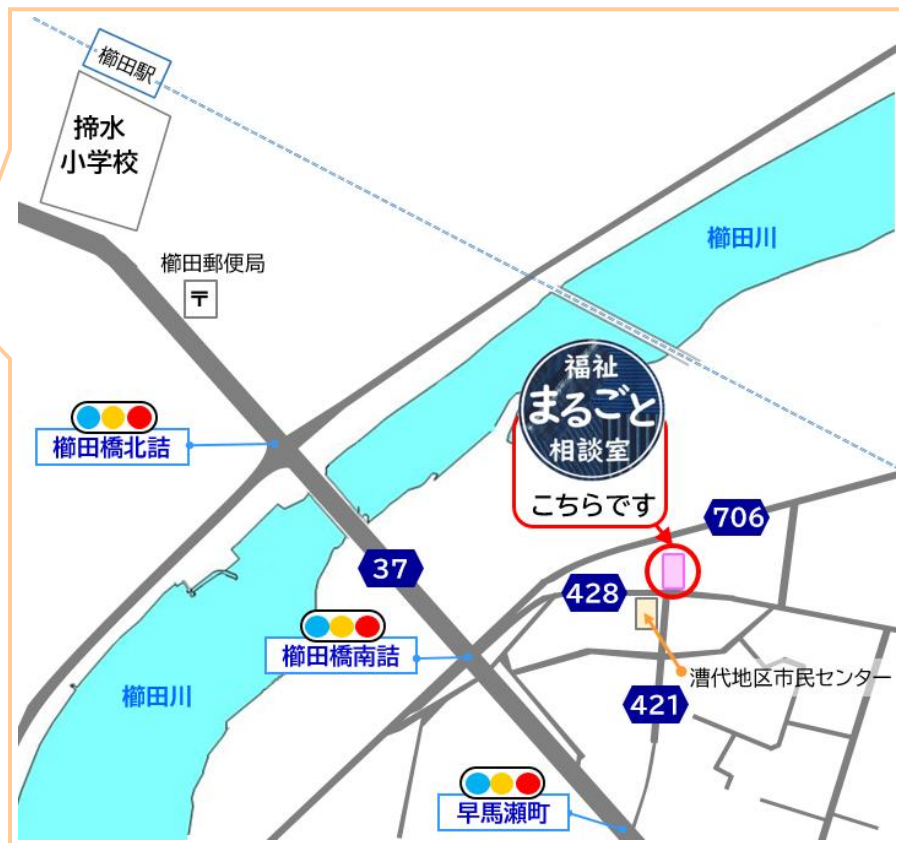 櫛田駅
揥水
小学校
櫛田川
櫛田郵便局
〒
福祉
まるごと
相談室
こちらです
櫛田橋北詰
706
37
428
櫛田橋南詰
漕代地区市民センター
櫛田川
421
早馬瀬町